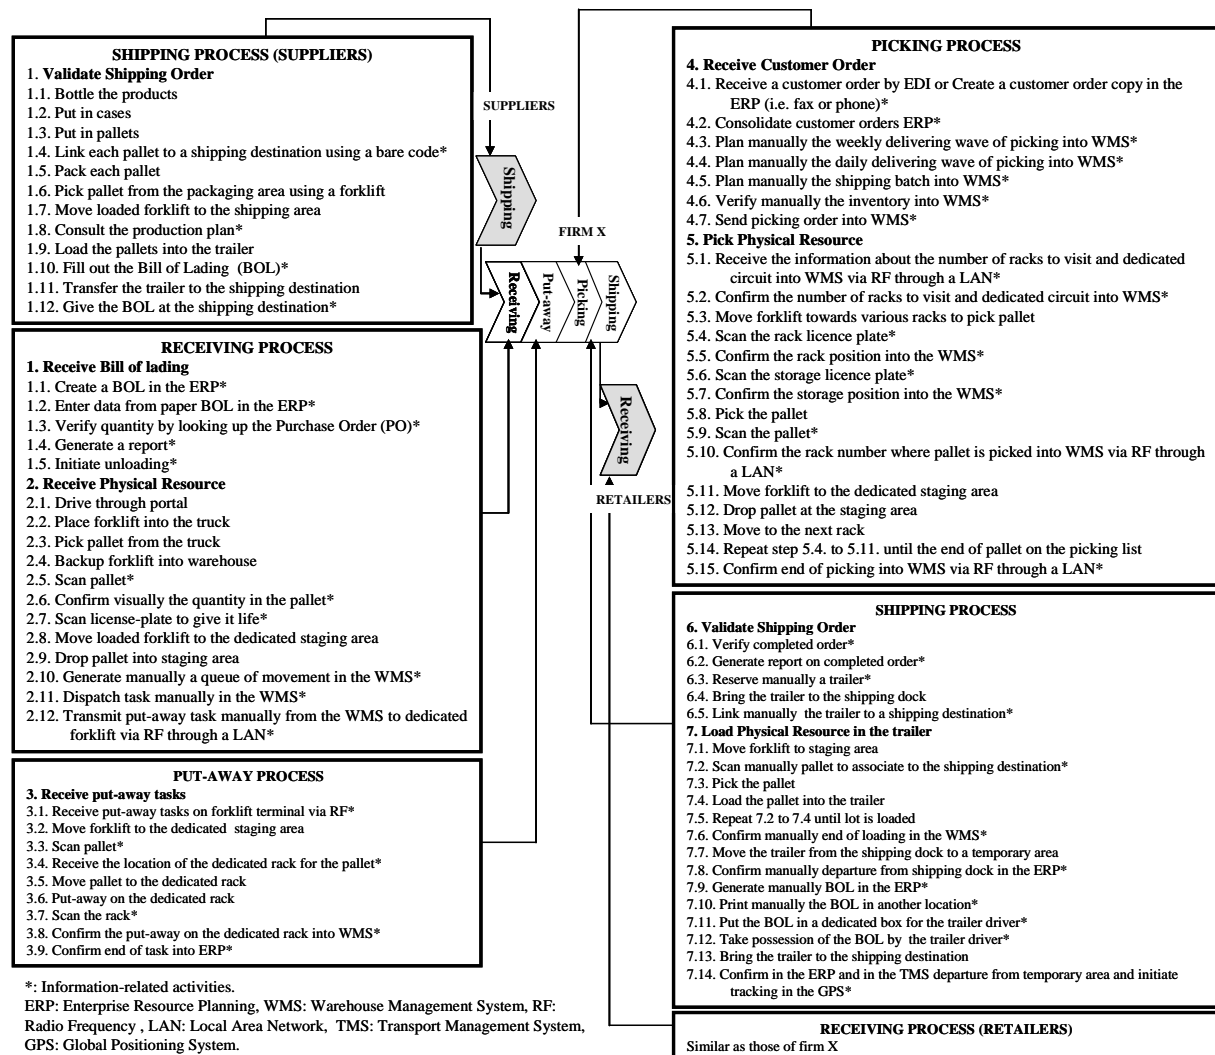 SHIPPING PROCESS (SUPPLIERS)
1. Validate Shipping Order
1.1. Bottle the products
1.2. Put in cases
1.3. Put in pallets
1.4. Link each pallet to a shipping destination using a bare code*
1.5. Pack each pallet
1.6. Pick pallet from the packaging area using a forklift
1.7. Move loaded forklift to the shipping area
1.8. Consult the production plan*
1.9. Load the pallets into the trailer
1.10. Fill out the Bill of Lading (BOL)*
1.11. Transfer the trailer to the shipping destination
1.12. Give the BOL at the shipping destination*
RECEIVING PROCESS
1. Receive Bill of lading
1.1. Create a BOL in the ERP*
1.2. Enter data from paper BOL in the ERP*
1.3. Verify quantity by looking up the Purchase Order (PO)*
1.4. Generate a report*
1.5. Initiate unloading*
2. Receive Physical Resource
2.1. Drive through portal
2.2. Place forklift into the truck
2.3. Pick pallet from the truck
2.4. Backup forklift into warehouse
2.5. Scan pallet*
2.6. Confirm visually the quantity in the pallet*
2.7. Scan license-plate to give it life*
2.8. Move loaded forklift to the dedicated staging area
2.9. Drop pallet into staging area
2.10. Generate manually a queue of movement in the WMS*
2.11. Dispatch task manually in the WMS*
2.12. Transmit put-away task manually from the WMS to dedicated
forklift via RF through a LAN*
PUT-AWAY PROCESS
3. Receive put-away tasks
3.1. Receive put-away tasks on forklift terminal via RF*
3.2. Move forklift to the dedicated staging area
3.3. Scan pallet*
3.4. Receive the location of the dedicated rack for the pallet*
3.5. Move pallet to the dedicated rack
3.6. Put-away on the dedicated rack
3.7. Scan the rack*
3.8. Confirm the put-away on the dedicated rack into WMS*
3.9. Confirm end of task into ERP*
*: Information-related activities.
ERP: Enterprise Resource Planning, WMS: Warehouse Management System, RF:
Radio Frequency , LAN: Local Area Network, TMS: Transport Management System,
GPS: Global Positioning System.
SUPPLIERS
Shipping
FIRM X
Receiving
Put-away
Picking
Shipping
Receiving
RETAILERS
PICKING PROCESS
4. Receive Customer Order
4.1. Receive a customer order by EDI or Create a customer order copy in the
ERP (i.e. fax or phone)*
4.2. Consolidate customer orders ERP*
4.3. Plan manually the weekly delivering wave of picking into WMS*
4.4. Plan manually the daily delivering wave of picking into WMS*
4.5. Plan manually the shipping batch into WMS*
4.6. Verify manually the inventory into WMS*
4.7. Send picking order into WMS*
5. Pick Physical Resource
5.1. Receive the information about the number of racks to visit and dedicated
circuit into WMS via RF through a LAN*
5.2. Confirm the number of racks to visit and dedicated circuit into WMS*
5.3. Move forklift towards various racks to pick pallet
5.4. Scan the rack licence plate*
5.5. Confirm the rack position into the WMS*
5.6. Scan the storage licence plate*
5.7. Confirm the storage position into the WMS*
5.8. Pick the pallet
5.9. Scan the pallet*
5.10. Confirm the rack number where pallet is picked into WMS via RF through
a LAN*
5.11. Move forklift to the dedicated staging area
5.12. Drop pallet at the staging area
5.13. Move to the next rack
5.14. Repeat step 5.4. to 5.11. until the end of pallet on the picking list
5.15. Confirm end of picking into WMS via RF through a LAN*
SHIPPING PROCESS
6. Validate Shipping Order
6.1. Verify completed order*
6.2. Generate report on completed order*
6.3. Reserve manually a trailer*
6.4. Bring the trailer to the shipping dock
6.5. Link manually the trailer to a shipping destination*
7. Load Physical Resource in the trailer
7.1. Move forklift to staging area
7.2. Scan manually pallet to associate to the shipping destination*
7.3. Pick the pallet
7.4. Load the pallet into the trailer
7.5. Repeat 7.2 to 7.4 until lot is loaded
7.6. Confirm manually end of loading in the WMS*
7.7. Move the trailer from the shipping dock to a temporary area
7.8. Confirm manually departure from shipping dock in the ERP*
7.9. Generate manually BOL in the ERP*
7.10. Print manually the BOL in another location*
7.11. Put the BOL in a dedicated box for the trailer driver*
7.12. Take possession of the BOL by the trailer driver*
7.13. Bring the trailer to the shipping destination
7.14. Confirm in the ERP and in the TMS departure from temporary area and initiate
tracking in the GPS*
RECEIVING PROCESS (RETAILERS)
Similar as those of firm X